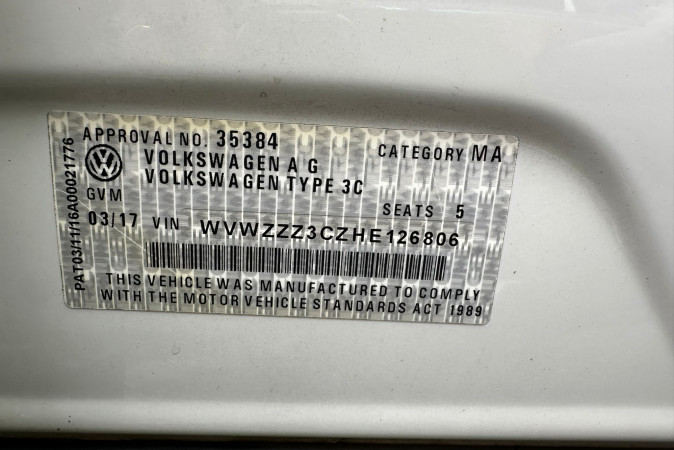 APPROVAL NO. 35384 CATEGORY MA
VOLKSWAGEN AG
VOLKSWAGEN TYPE 3C
GVM SEATS 5
03/17 VIN WVWZZZ3CZHE126806
THIS VEHICLE WAS MANUFACTURED TO COMPLY
WITH THE MOTOR VEHICLE STANDARDS ACT 1989
PAT03/11/16A00021776